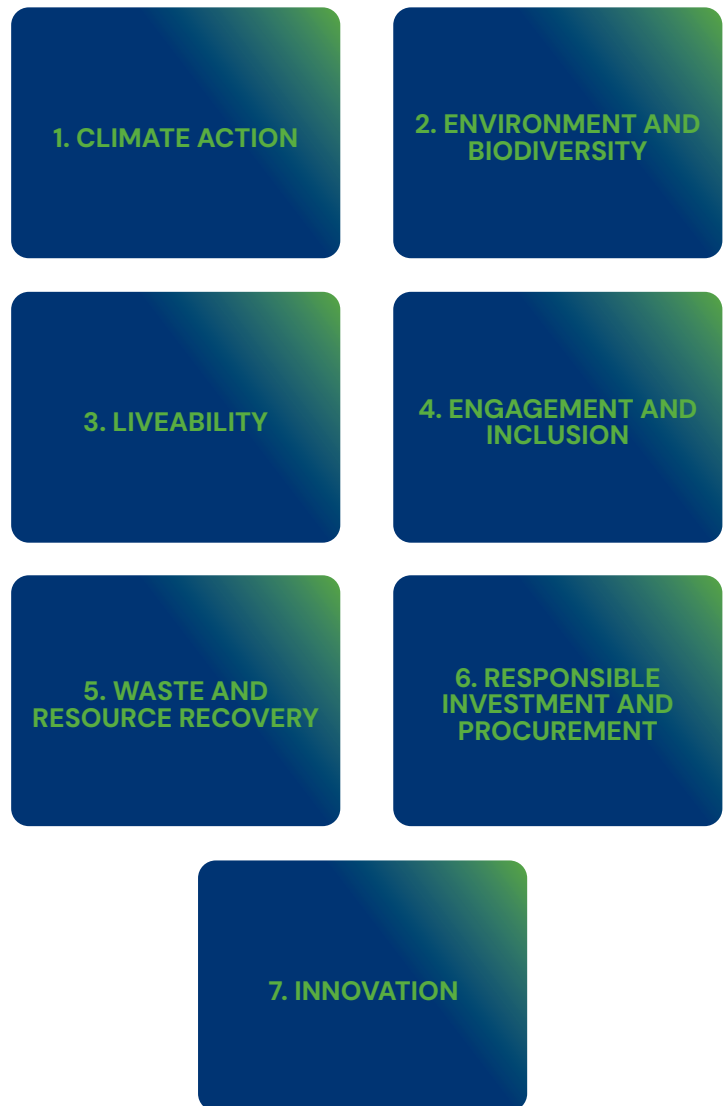 1. CLIMATE ACTION
2. ENVIRONMENT AND
BIODIVERSITY
3. LIVEABILITY
4. ENGAGEMENT AND
INCLUSION
5. WASTE AND
RESOURCE RECOVERY
6. RESPONSIBLE
INVESTMENT AND
PROCUREMENT
7. INNOVATION